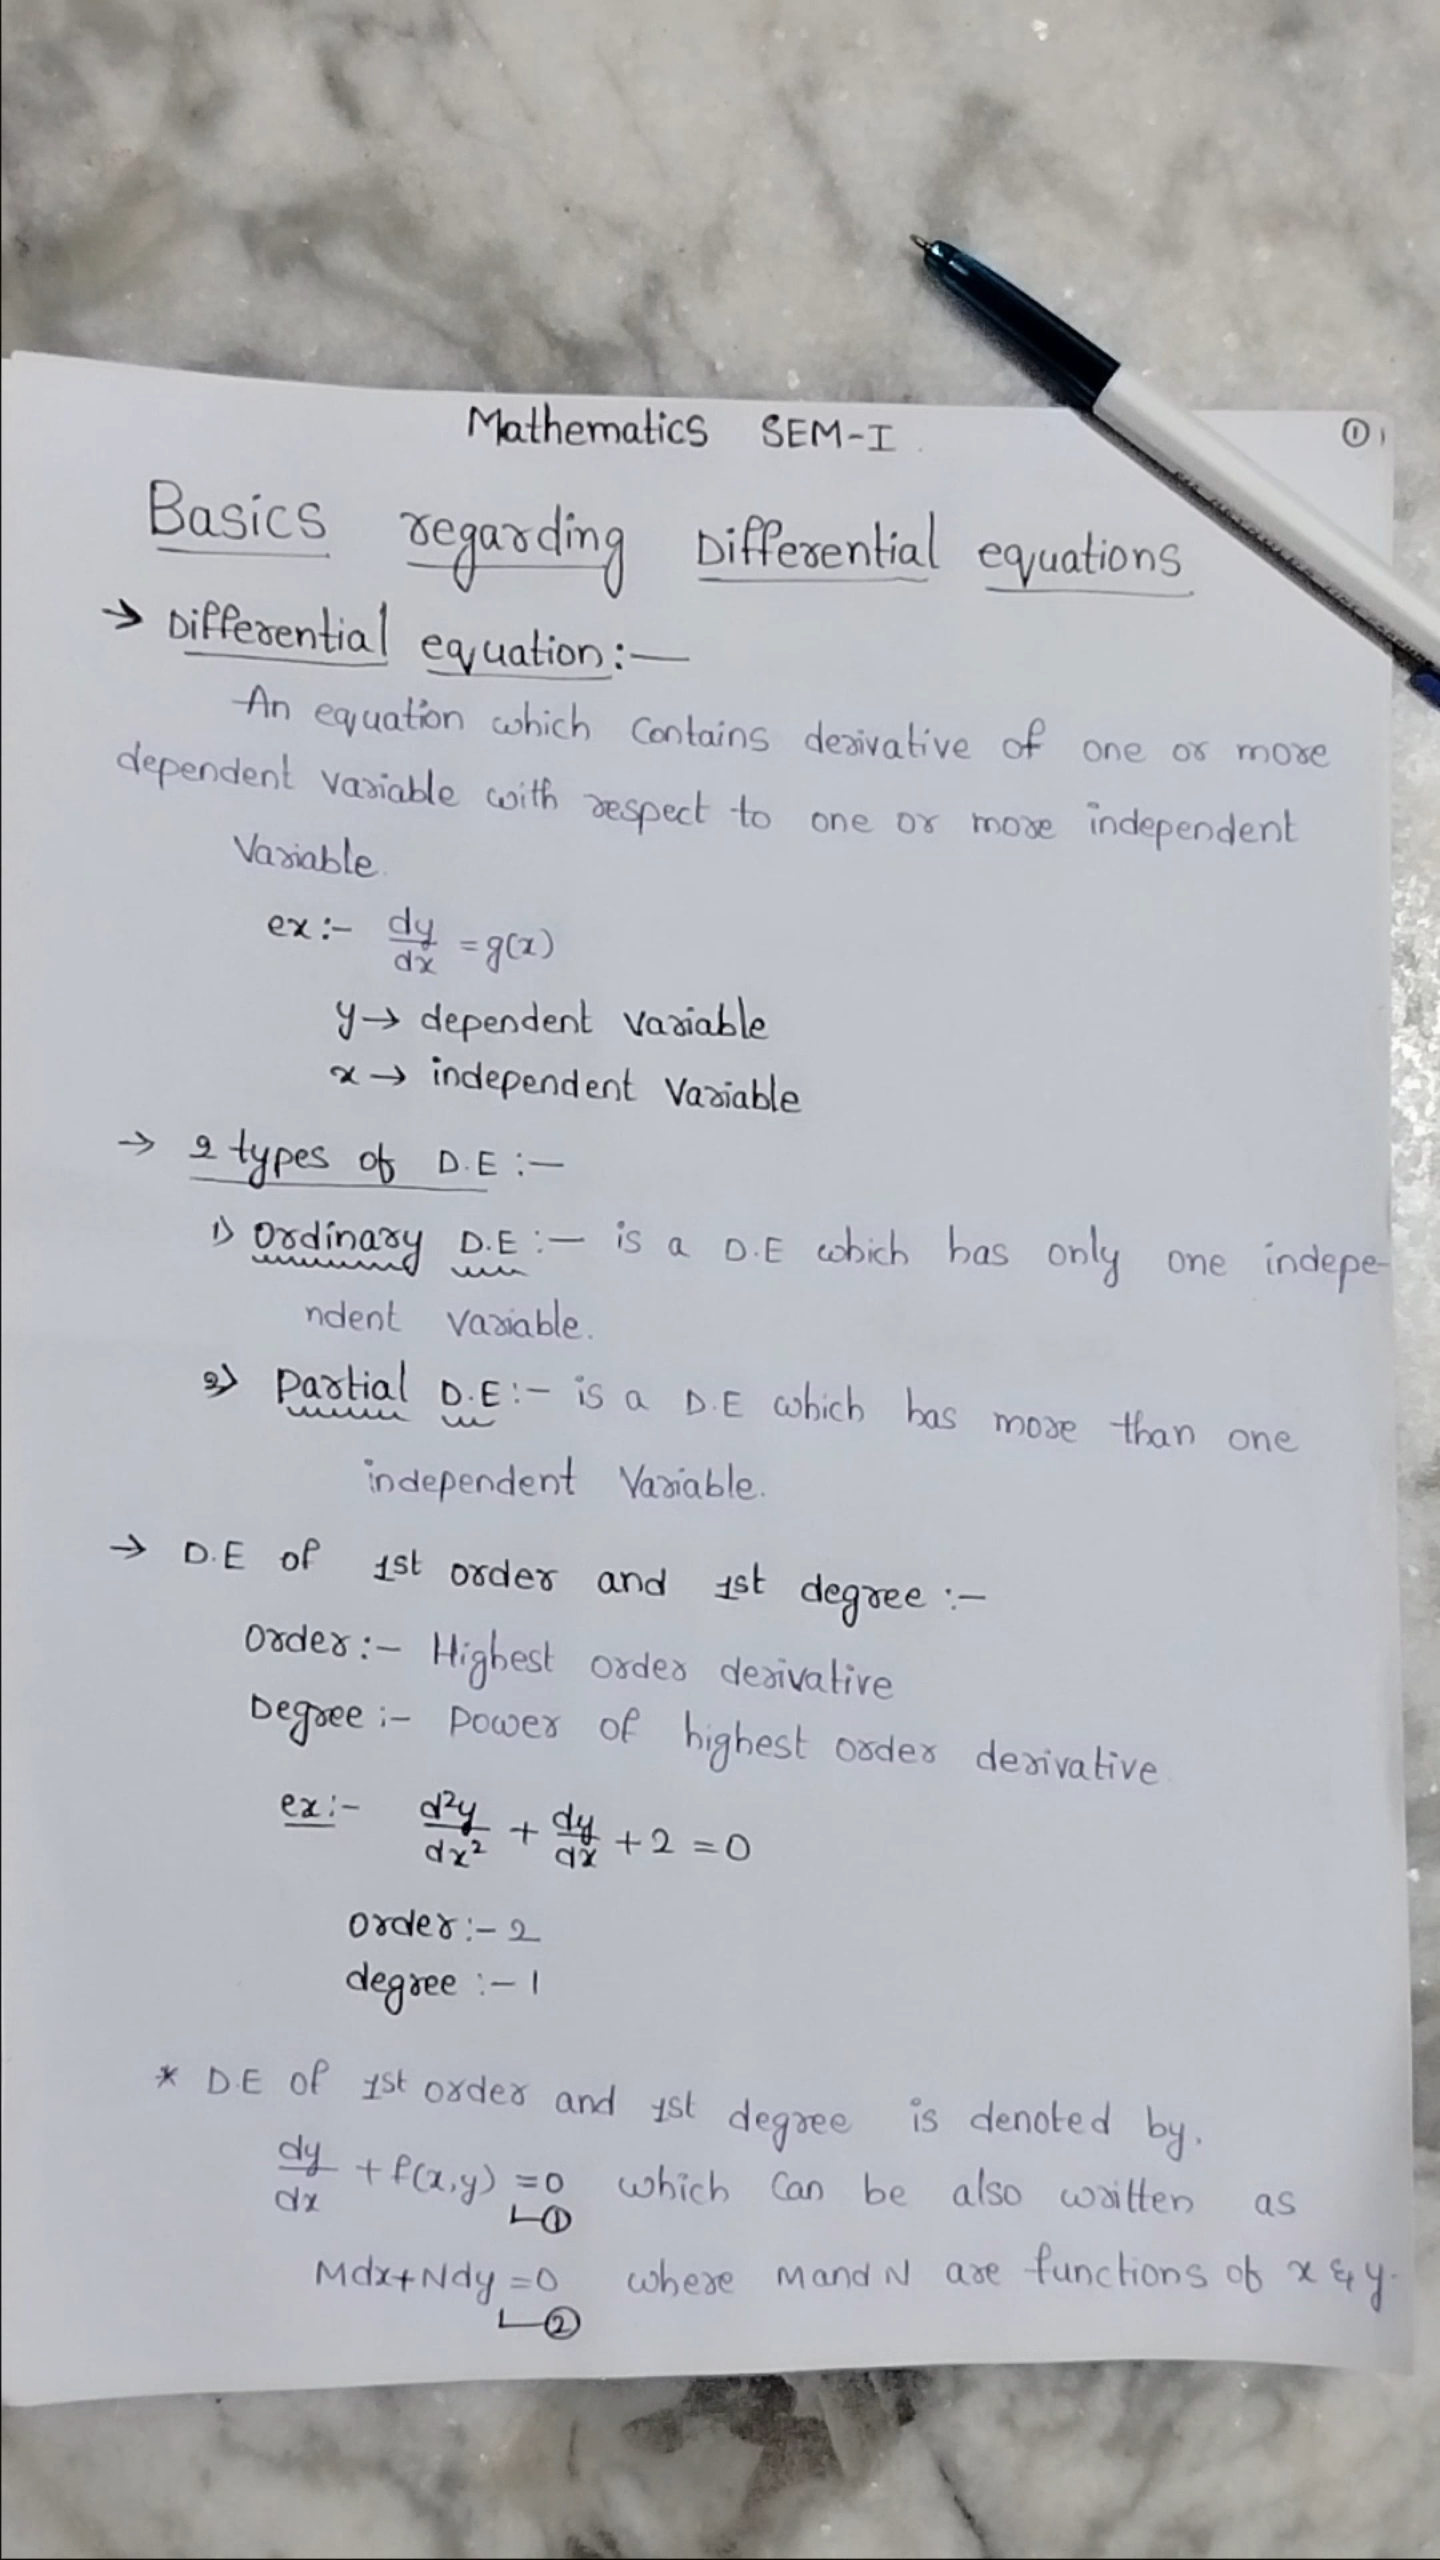 Mathematics SEM-I
①
Basics regarding Differential equations
→ Differential equation:—
An equation which contains derivative of one or more
dependent variable with respect to one or more independent
Variable.
ex:- dy/dx = g(x)
y → dependent variable
x → independent Variable
→ 2 types of D.E :—
1) Ordinary D.E :— is a D.E which has only one indepe-
ndent variable.
2) Partial D.E :- is a D.E which has more than one
independent Variable.
→ D.E of 1st order and 1st degree :—
Order :— Highest order derivative
Degree :— Power of highest order derivative
ex:- d²y/dx² + dy/dx + 2 = 0
order :- 2
degree :- 1
* D.E of 1st order and 1st degree is denoted by.
dy/dx + f(x,y) = 0 which can be also written as
①
Mdx+Ndy = 0 where M and N are functions of x & y.
②